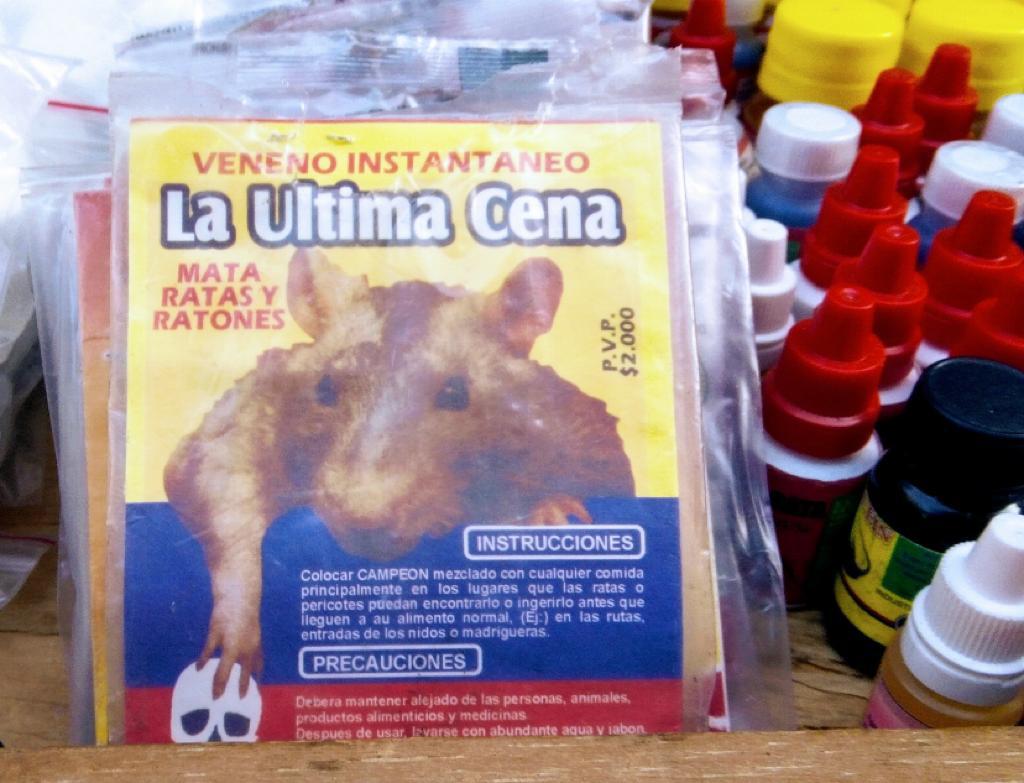 VENENO INSTANTANEO
La Ultima Cena
MATA
RATAS Y
RATONES
P.V.P.
$2.000
INSTRUCCIONES
Colocar CAMPEON mezclado con cualquier comida
principalmente en los lugares que las ratas o
pericotes puedan encontrarlo o ingerirlo antes que
lleguen a au alimento normal, (Ej:) en las rutas,
entradas de los nidos o madrigueras.
PRECAUCIONES
Debera mantener alejado de las personas, animales,
productos alimenticios y medicinas
Despues de usar, lavarse con abundante agua y jabon.